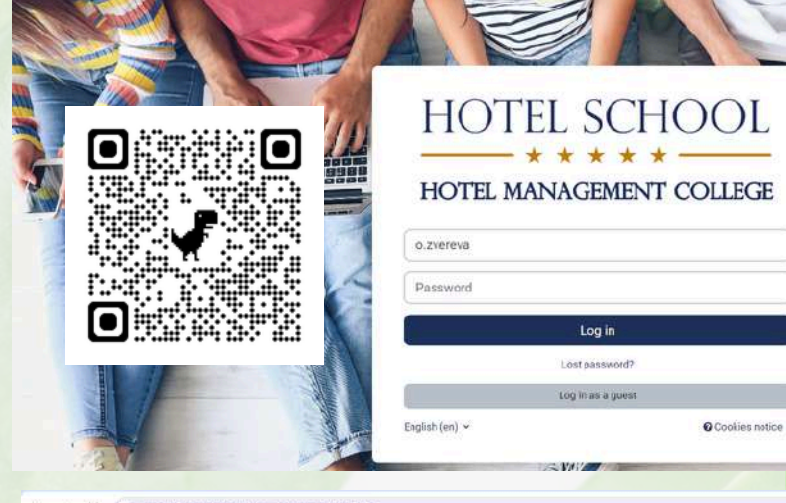 HOTEL SCHOOL
HOTEL MANAGEMENT COLLEGE
o.zvereva
Password
Log in
Lost password?
Log in as a guest
English (en)
Cookies notice